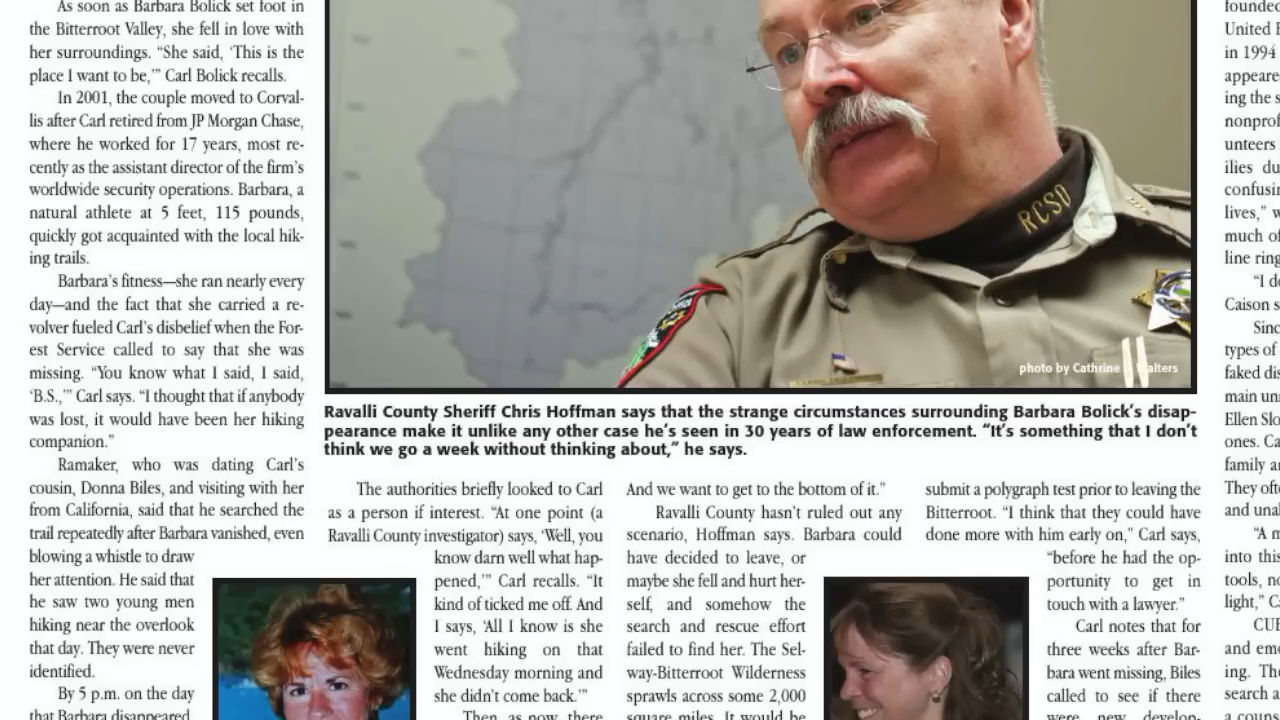 As soon as Barbara Bolick set foot in
the Bitterroot Valley, she fell in love with
her surroundings. “She said, ‘This is the
place I want to be,’” Carl Bolick recalls.
In 2001, the couple moved to Corval-
lis after Carl retired from JP Morgan Chase,
where he worked for 17 years, most re-
cently as the assistant director of the firm’s
worldwide security operations. Barbara, a
natural athlete at 5 feet, 115 pounds,
quickly got acquainted with the local hik-
ing trails.
Barbara’s fitness—she ran nearly every
day—and the fact that she carried a re-
volver fueled Carl’s disbelief when the For-
est Service called to say that she was
missing. “You know what I said, I said,
‘B.S.,’” Carl says. “I thought that if anybody
was lost, it would have been her hiking
companion.”
Ramaker, who was dating Carl’s
cousin, Donna Biles, and visiting with her
from California, said that he searched the
trail repeatedly after Barbara vanished, even
blowing a whistle to draw
her attention. He said that
he saw two young men
hiking near the overlook
that day. They were never
identified.
By 5 p.m. on the day
that Barbara disappeared,
RCSO
photo by Cathrine
Ravalli County Sheriff Chris Hoffman says that the strange circumstances surrounding Barbara Bolick’s disap-
pearance make it unlike any other case he’s seen in 30 years of law enforcement. “It’s something that I don’t
think we go a week without thinking about,” he says.
The authorities briefly looked to Carl
as a person if interest. “At one point (a
Ravalli County investigator) says, ‘Well, you
know darn well what hap-
pened,’” Carl recalls. “It
kind of ticked me off. And
I says, ‘All I know is she
went hiking on that
Wednesday morning and
she didn’t come back.’”
Then, as now, there
And we want to get to the bottom of it.”
Ravalli County hasn’t ruled out any
scenario, Hoffman says. Barbara could
have decided to leave, or
maybe she fell and hurt her-
self, and somehow the
search and rescue effort
failed to find her. The Sel-
way-Bitterroot Wilderness
sprawls across some 2,000
square miles. It would be
submit a polygraph test prior to leaving the
Bitterroot. “I think that they could have
done more with him early on,” Carl says,
“before he had the op-
portunity to get in
touch with a lawyer.”
Carl notes that for
three weeks after Bar-
bara went missing, Biles
called to see if there
were new develop-
founded
United
in 1994
appeare
ing the s
nonprof
unteers
ilies du
confusin
lives,” w
much of
line ring
“I do
Caison s
Sinc
types of
faked dis
main un
Ellen Slo
ones. Ca
family a
They oft
and una
“A m
into this
tools, no
light,” C
CUE
and em
ing. The
search a
a coun